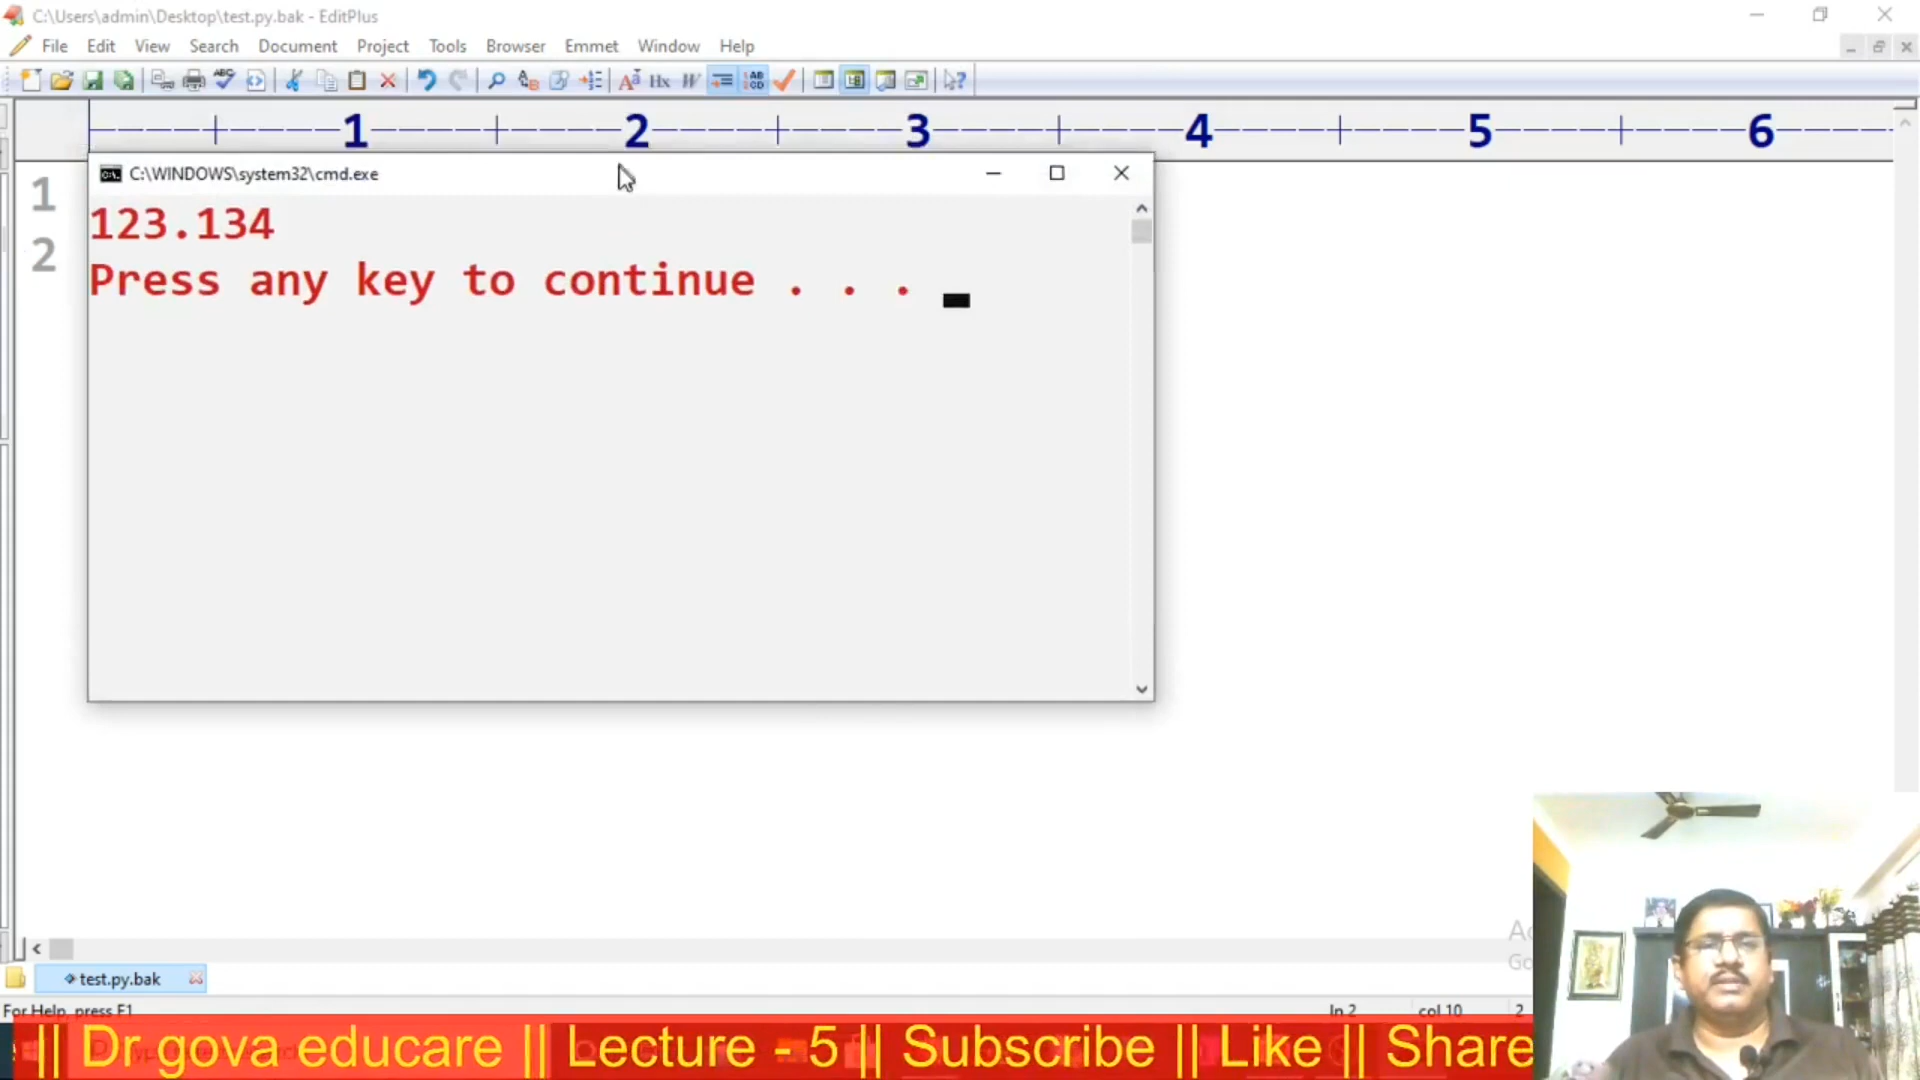 C:\Users\admin\Desktop\test.py.bak - EditPlus
File Edit View Search Document Project Tools Browser Emmet Window Help
1 2 3 4 5 6
C:\WINDOWS\system32\cmd.exe
1
123.134
2
Press any key to continue . . .
test.py.bak
For Help, press F1
ln 2 col 10 2
|| Dr gova educare || Lecture - 5 || Subscribe || Like || Share